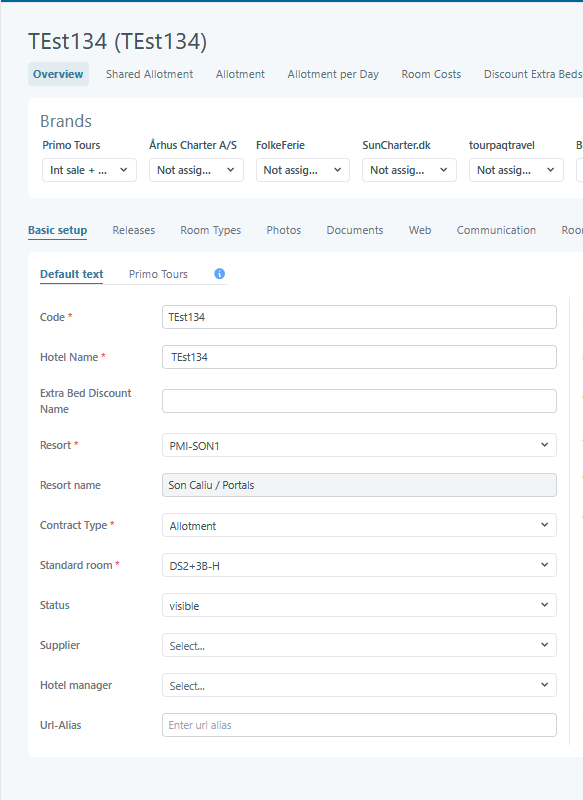 TEst134 (TEst134)
Overview Shared Allotment Allotment Allotment per Day Room Costs Discount Extra Beds
Brands
Primo Tours Århus Charter A/S FolkeFerie SunCharter.dk tourpaqtravel B
Int sale + ... Not assig... Not assig... Not assig... Not assig...
Basic setup Releases Room Types Photos Documents Web Communication Roor
Default text Primo Tours i
Code * TEst134
Hotel Name * TEst134
Extra Bed Discount
Name
Resort * PMI-SON1
Resort name Son Caliu / Portals
Contract Type * Allotment
Standard room * DS2+3B-H
Status visible
Supplier Select...
Hotel manager Select...
Url-Alias Enter url alias